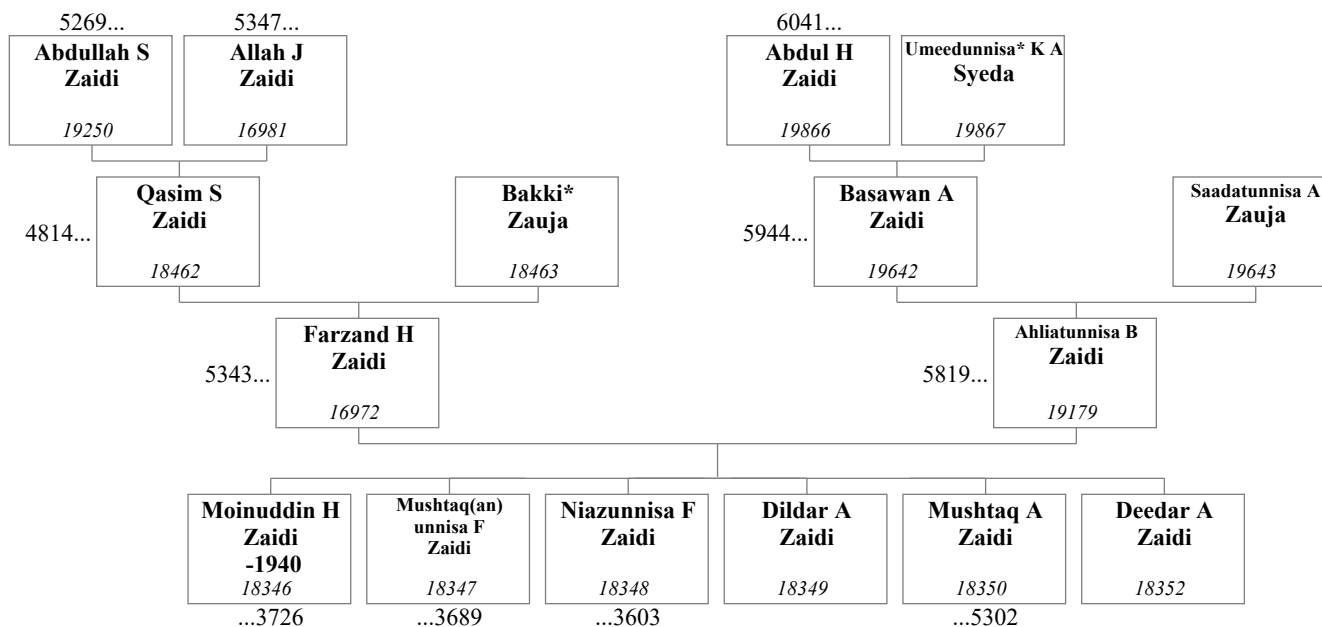 5269...
5347...
6041...
Abdullah S
Zaidi
19250
Allah J
Zaidi
16981
Abdul H
Zaidi
19866
Umeedunnisa* K A
Syeda
19867
4814...
Qasim S
Zaidi
18462
Bakki*
Zauja
18463
5944...
Basawan A
Zaidi
19642
Saadatunnisa A
Zauja
19643
5343...
Farzand H
Zaidi
16972
5819...
Ahliatunnisa B
Zaidi
19179
Moinuddin H
Zaidi
-1940
18346
...3726
Mushtaq(an)
unnisa F
Zaidi
18347
...3689
Niazunnisa F
Zaidi
18348
...3603
Dildar A
Zaidi
18349
Mushtaq A
Zaidi
18350
...5302
Deedar A
Zaidi
18352